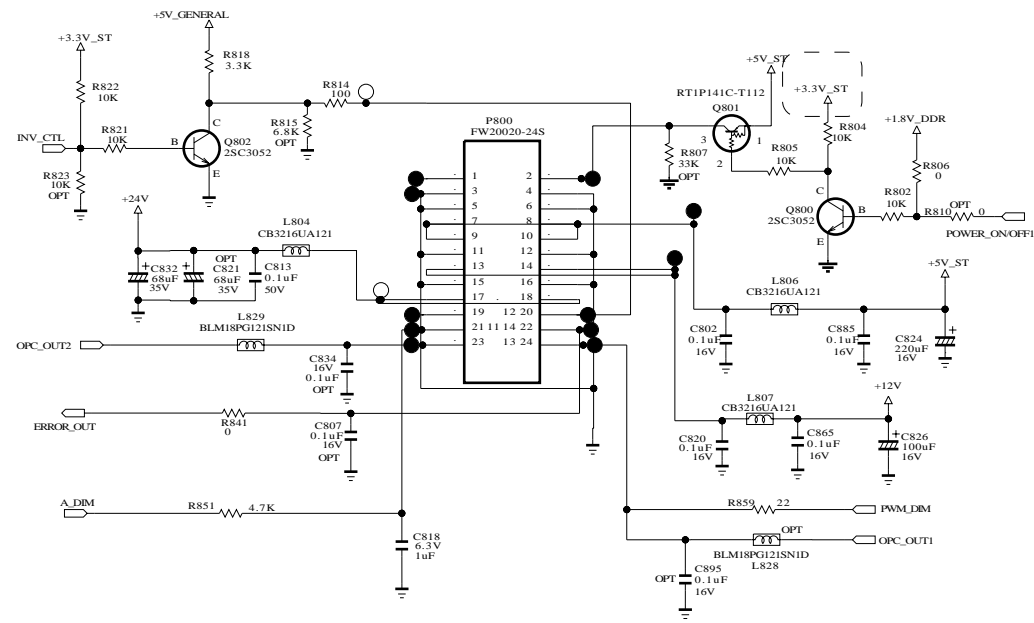 +5V_GENERAL
+3.3V_ST
R818
3.3K
R822
10K
R814
100
INV_CTL
R821
10K
B
C
E
Q802
2SC3052
R815
6.8K
OPT
R823
10K
OPT
+24V
L804
CB3216UA121
C832
68uF
35V
OPT
C821
68uF
35V
C813
0.1uF
50V
L829
BLM18PG121SN1D
OPC_OUT2
C834
16V
0.1uF
OPT
ERROR_OUT
R841
0
C807
0.1uF
16V
OPT
A_DIM
R851
4.7K
C818
6.3V
1uF
P800
FW20020-24S
1
2
3
4
5
6
7
8
9
10
11
12
13
14
15
16
17
18
19
12 20
21 11 14 22
23
13 24
+5V_ST
RT1P141C-T112
Q801
3
1
2
R807
33K
OPT
+3.3V_ST
R804
10K
R805
10K
+1.8V_DDR
R806
0
C
B
E
Q800
2SC3052
R802
10K
R810
OPT
0
POWER_ON/OFF1
+5V_ST
L806
CB3216UA121
C802
0.1uF
16V
C885
0.1uF
16V
C824
220uF
16V
+12V
L807
CB3216UA121
C820
0.1uF
16V
C865
0.1uF
16V
C826
100uF
16V
R859
22
PWM_DIM
OPT
OPC_OUT1
BLM18PG121SN1D
L828
OPT
C895
0.1uF
16V